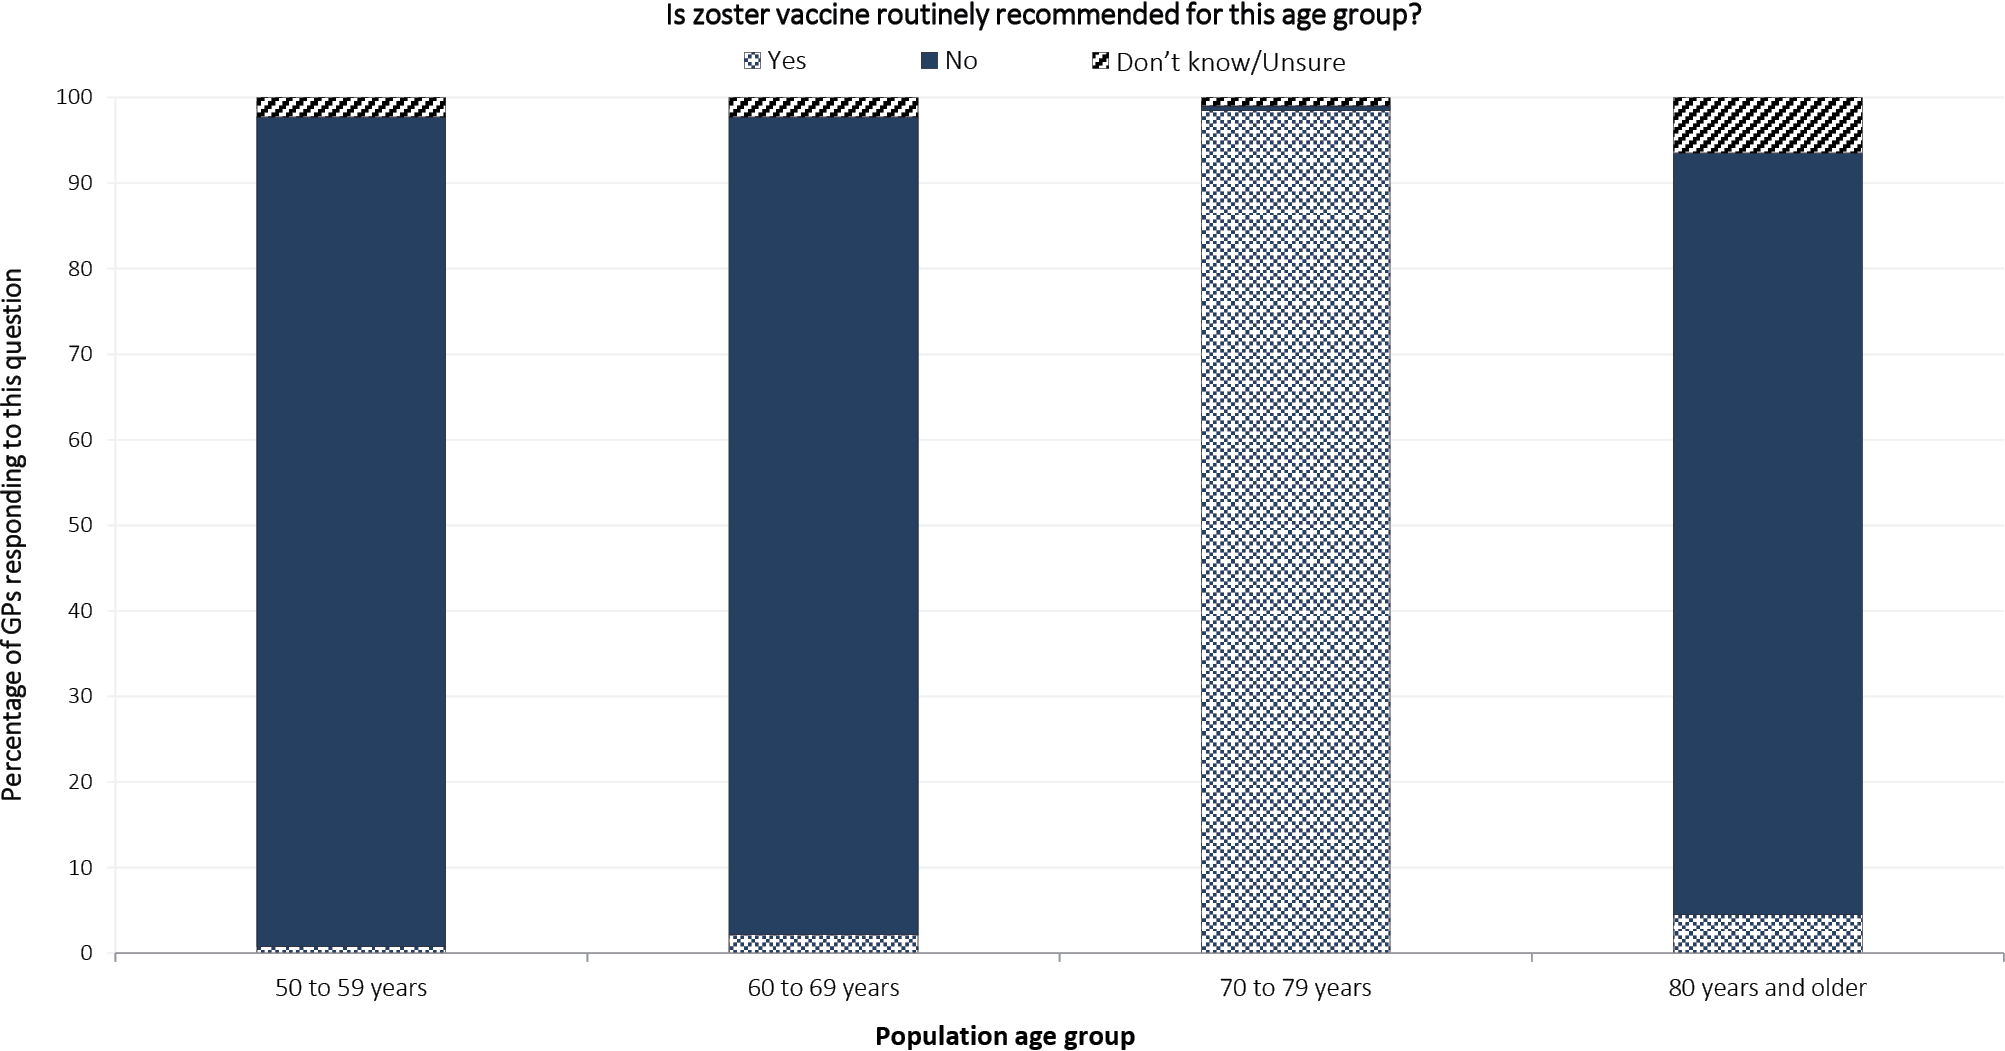 Is zoster vaccine routinely recommended for this age group?
Yes No Don’t know/Unsure
Percentage of GPs responding to this question
100
90
80
70
60
50
40
30
20
10
0
50 to 59 years 60 to 69 years 70 to 79 years 80 years and older
Population age group